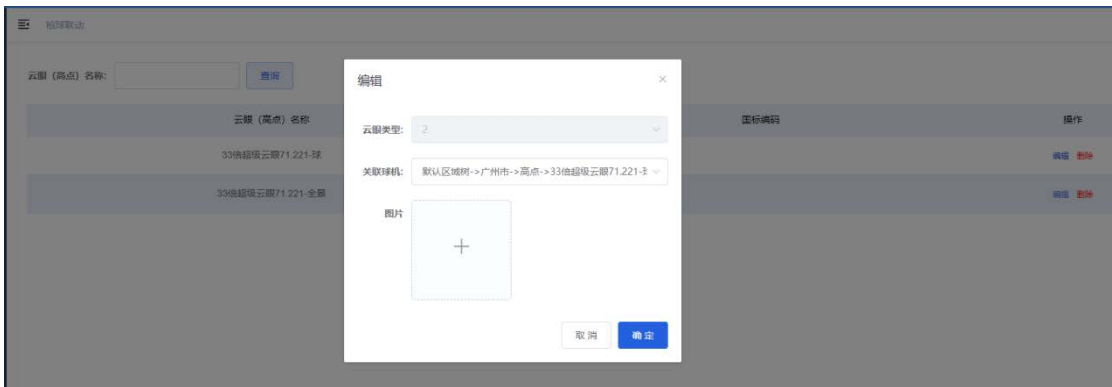 枪球联动
云眼（高点）名称:
查询
云眼（高点）名称
国标编码
操作
33倍超级云眼71.221-球
编辑 删除
33倍超级云眼71.221-全景
编辑 删除
编辑
×
云眼类型:
2
关联球机:
默认区域树->广州市->高点->33倍超级云眼71.221-
图片
+
取消
确定